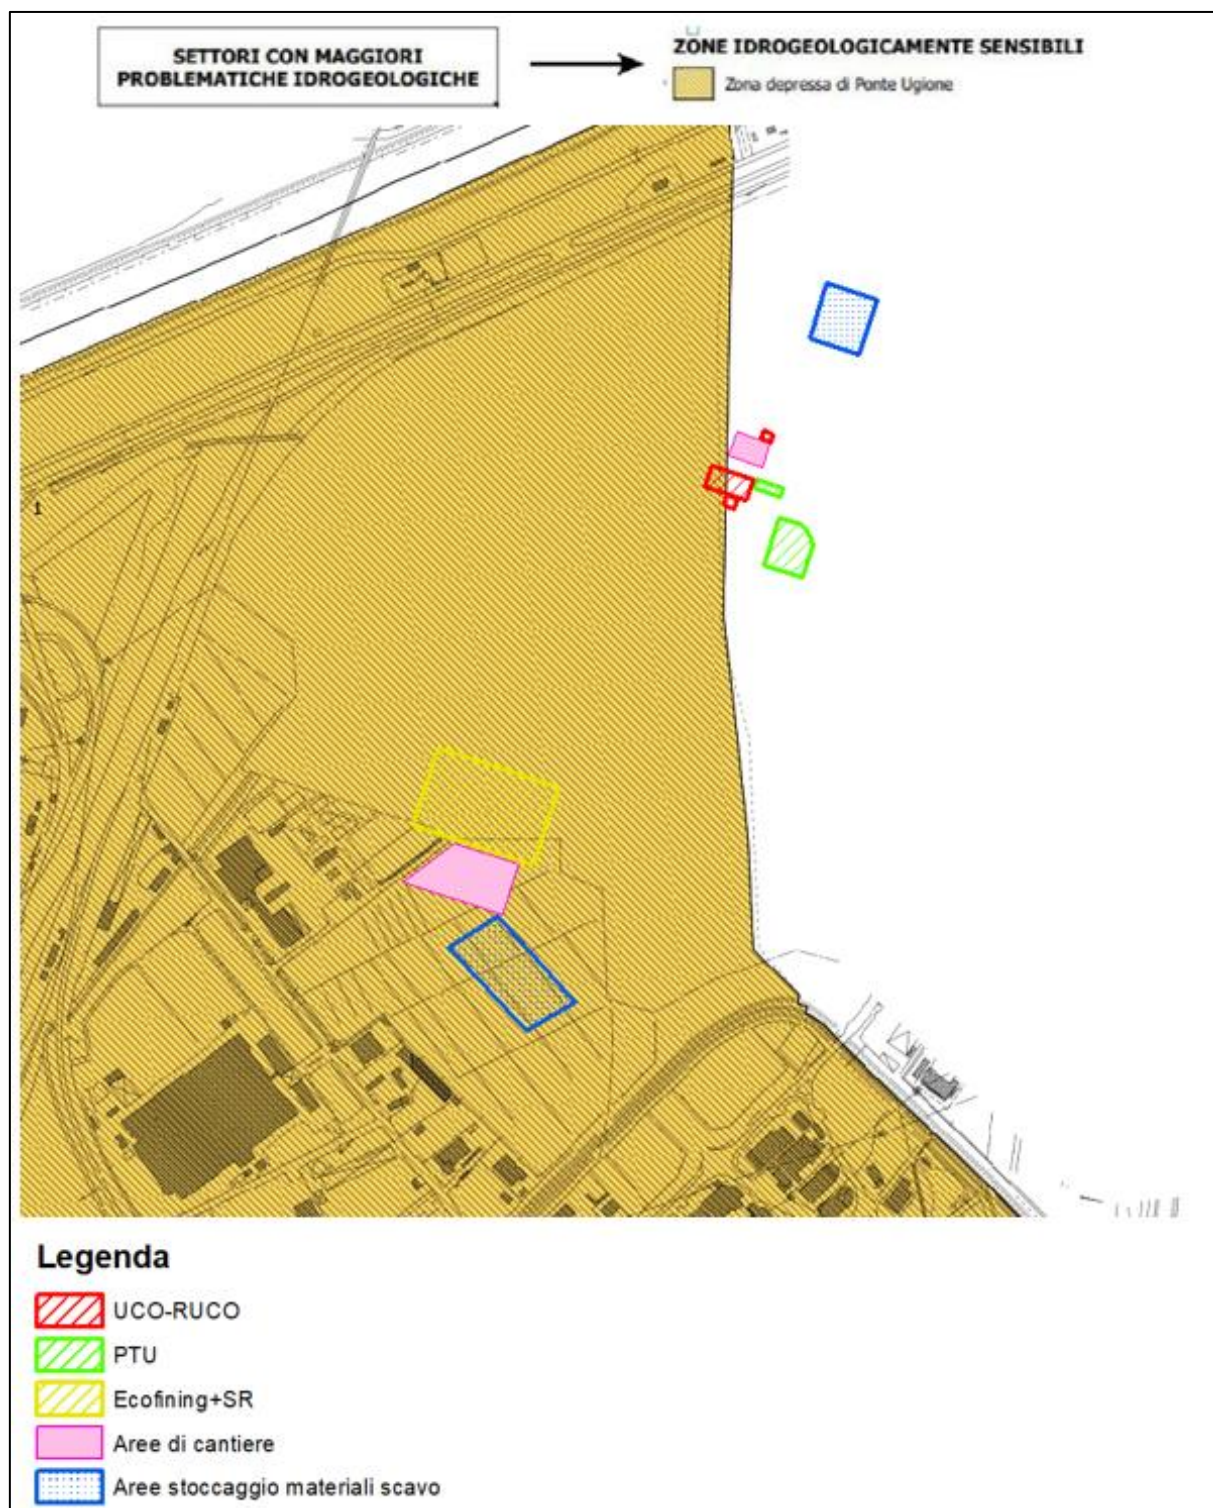 SETTORI CON MAGGIORI
PROBLEMATICHE IDROGEOLOGICHE
ZONE IDROGEOLOGICAMENTE SENSIBILI
Zona depressa di Ponte Ugione
1
Legenda
UCO-RUCO
PTU
Ecofining+SR
Aree di cantiere
Aree stoccaggio materiali scavo